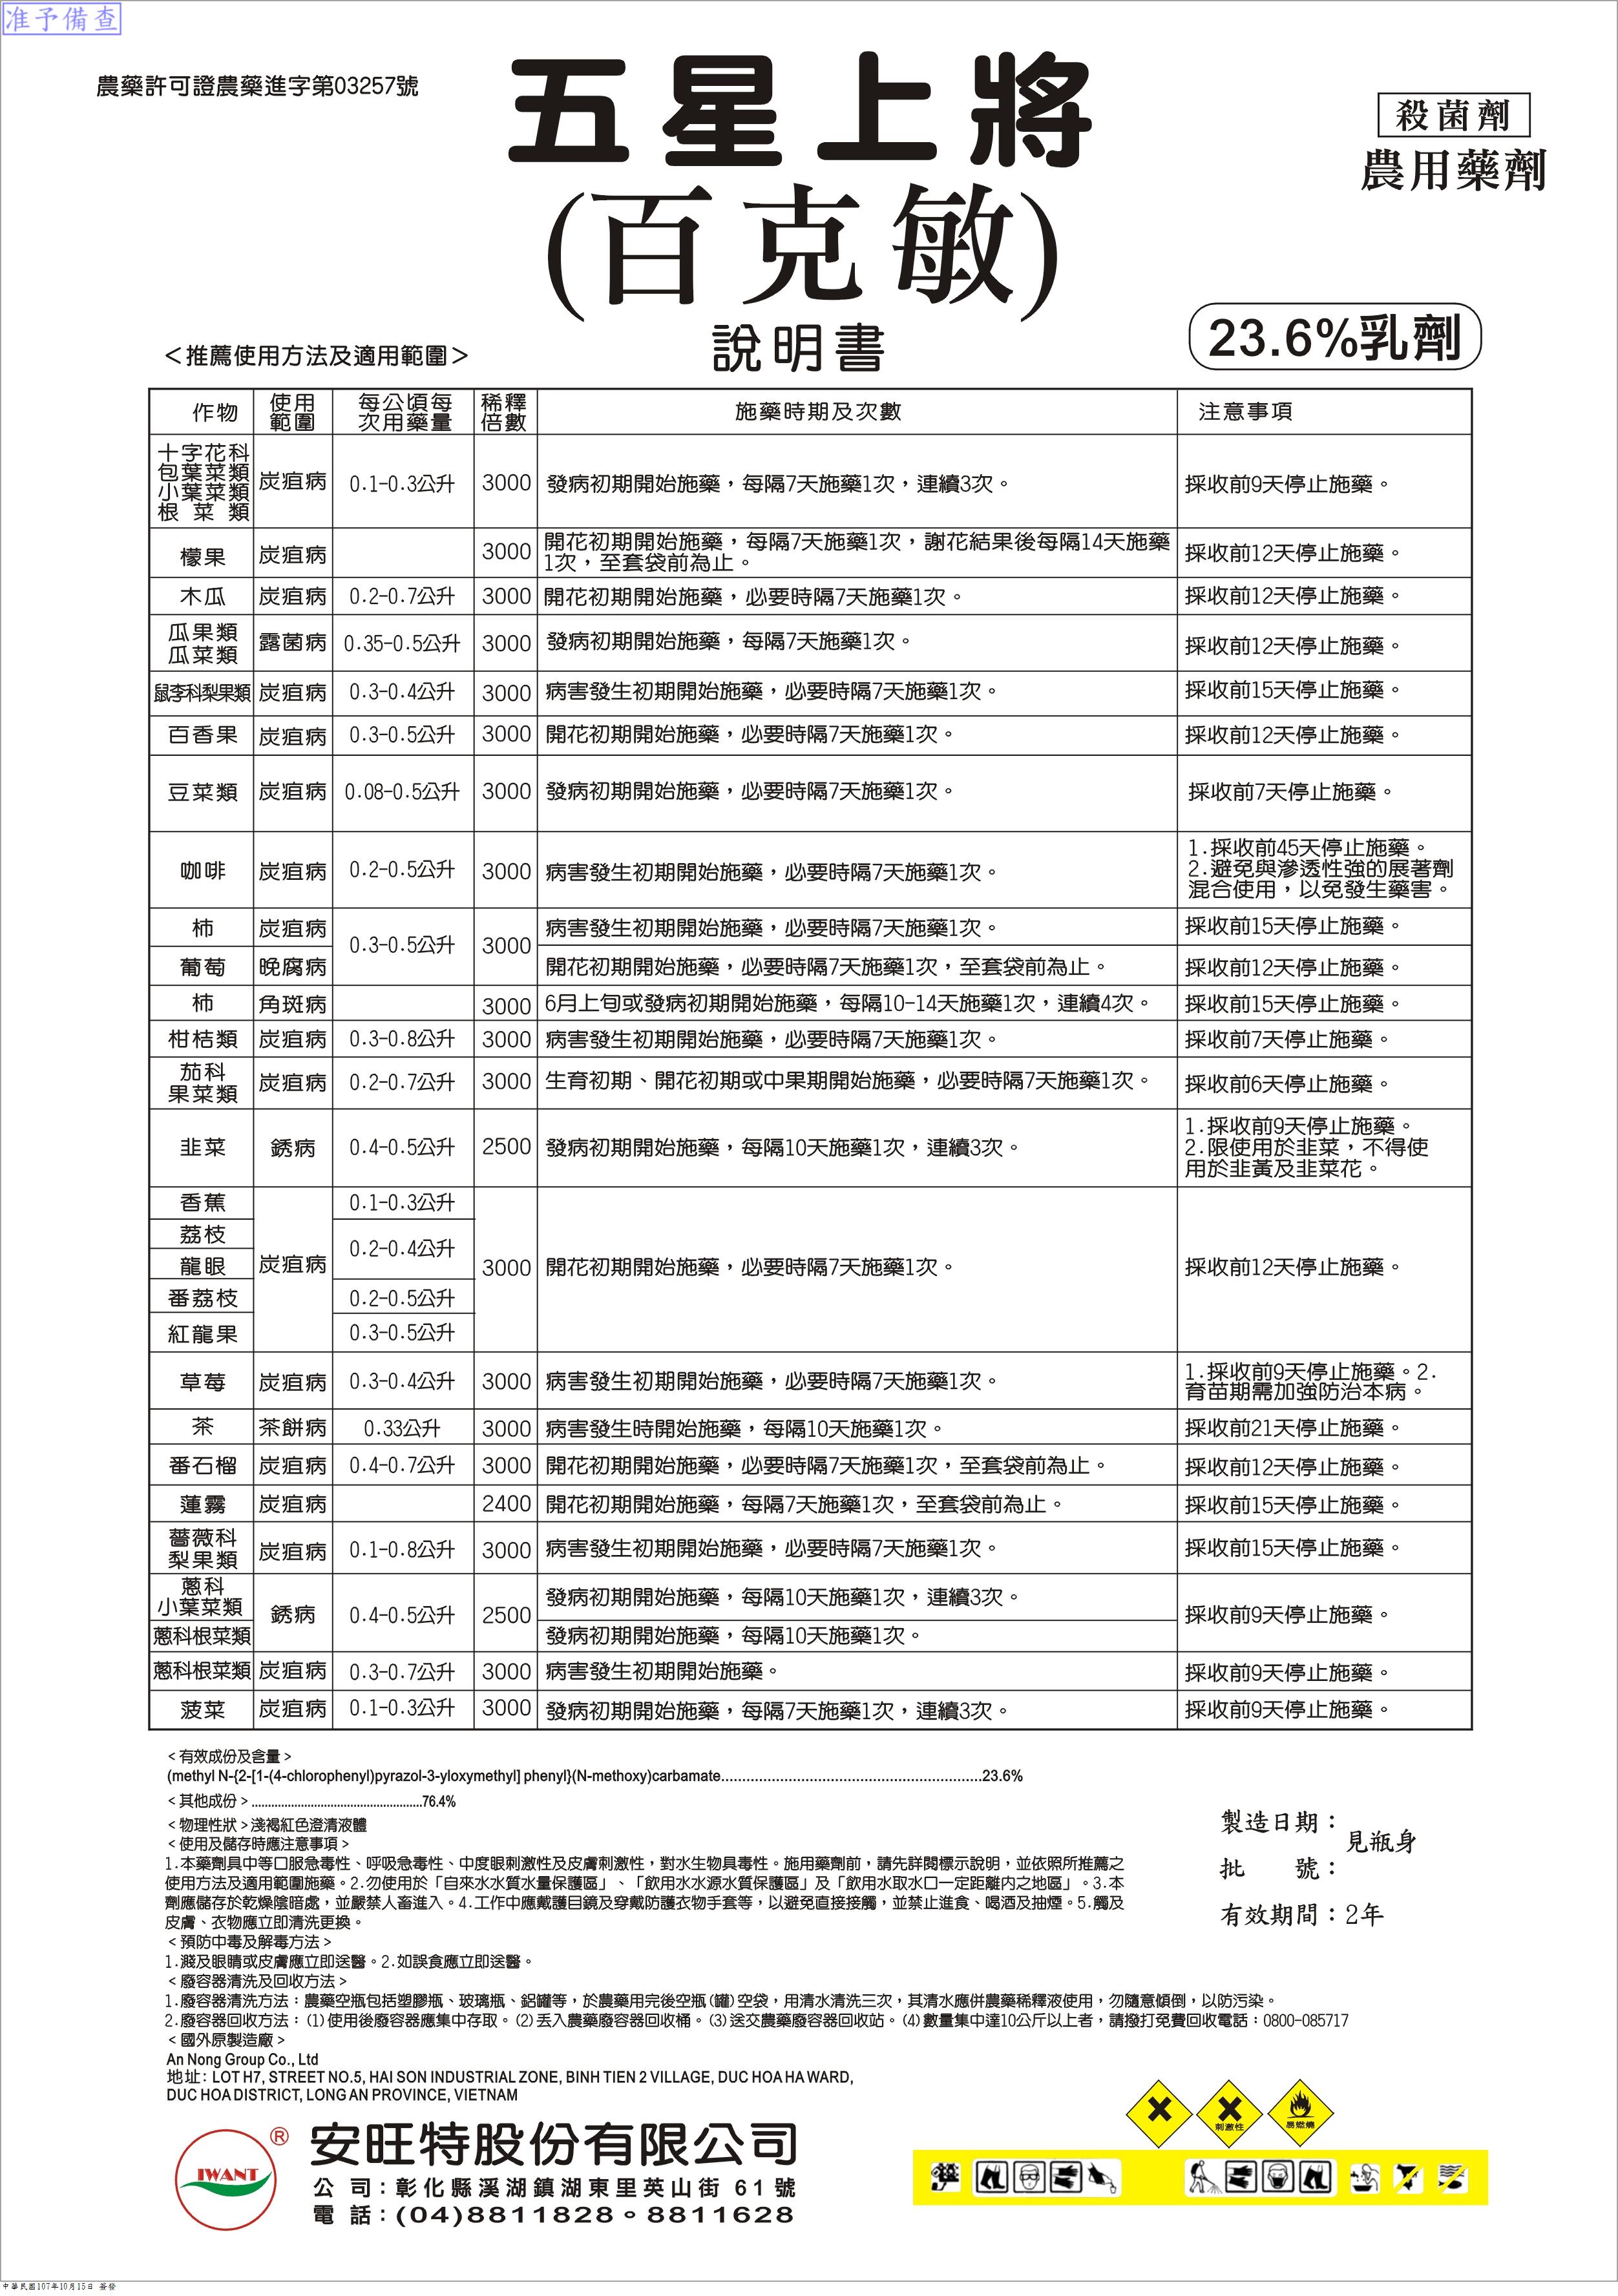 准予備查
農藥許可證農藥進字第03257號
五星上將
(百克敏)
說明書
殺菌劑
農用藥劑
23.6%乳劑
＜推薦使用方法及適用範圍＞
作物 使用範圍 每公頃每次用藥量 稀釋倍數 施藥時期及次數 注意事項
十字花科
包葉菜類
小葉菜類
根菜類 炭疽病 0.1-0.3公升 3000 發病初期開始施藥，每隔7天施藥1次，連續3次。 採收前9天停止施藥。
檬果 炭疽病 3000 開花初期開始施藥，每隔7天施藥1次，謝花結果後每隔14天施藥
1次，至套袋前為止。 採收前12天停止施藥。
木瓜 炭疽病 0.2-0.7公升 3000 開花初期開始施藥，必要時隔7天施藥1次。 採收前12天停止施藥。
瓜果類
瓜菜類 露菌病 0.35-0.5公升 3000 發病初期開始施藥，每隔7天施藥1次。 採收前12天停止施藥。
鼠李科梨果類 炭疽病 0.3-0.4公升 3000 病害發生初期開始施藥，必要時隔7天施藥1次。 採收前15天停止施藥。
百香果 炭疽病 0.3-0.5公升 3000 開花初期開始施藥，必要時隔7天施藥1次。 採收前12天停止施藥。
豆菜類 炭疽病 0.08-0.5公升 3000 發病初期開始施藥，必要時隔7天施藥1次。 採收前7天停止施藥。
咖啡 炭疽病 0.2-0.5公升 3000 病害發生初期開始施藥，必要時隔7天施藥1次。 1.採收前45天停止施藥。
2.避免與滲透性強的展著劑
混合使用，以免發生藥害。
柿 炭疽病 0.3-0.5公升 3000 病害發生初期開始施藥，必要時隔7天施藥1次。 採收前15天停止施藥。
葡萄 晚腐病 開花初期開始施藥，必要時隔7天施藥1次，至套袋前為止。 採收前12天停止施藥。
柿 角斑病 3000 6月上旬或發病初期開始施藥，每隔10-14天施藥1次，連續4次。 採收前15天停止施藥。
柑桔類 炭疽病 0.3-0.8公升 3000 病害發生初期開始施藥，必要時隔7天施藥1次。 採收前7天停止施藥。
茄科
果菜類 炭疽病 0.2-0.7公升 3000 生育初期、開花初期或中果期開始施藥，必要時隔7天施藥1次。 採收前6天停止施藥。
韭菜 銹病 0.4-0.5公升 2500 發病初期開始施藥，每隔10天施藥1次，連續3次。 1.採收前9天停止施藥。
2.限使用於韭菜，不得使
用於韭黃及韭菜花。
香蕉 0.1-0.3公升
荔枝 0.2-0.4公升
龍眼 炭疽病 3000 開花初期開始施藥，必要時隔7天施藥1次。 採收前12天停止施藥。
番荔枝 0.2-0.5公升
紅龍果 0.3-0.5公升
草莓 炭疽病 0.3-0.4公升 3000 病害發生初期開始施藥，必要時隔7天施藥1次。 1.採收前9天停止施藥。2.
育苗期需加強防治本病。
茶 茶餅病 0.33公升 3000 病害發生時開始施藥，每隔10天施藥1次。 採收前21天停止施藥。
番石榴 炭疽病 0.4-0.7公升 3000 開花初期開始施藥，必要時隔7天施藥1次，至套袋前為止。 採收前12天停止施藥。
蓮霧 炭疽病 2400 開花初期開始施藥，每隔7天施藥1次，至套袋前為止。 採收前15天停止施藥。
薔薇科
梨果類 炭疽病 0.1-0.8公升 3000 病害發生初期開始施藥，必要時隔7天施藥1次。 採收前15天停止施藥。
蔥科
小葉菜類 銹病 0.4-0.5公升 2500 發病初期開始施藥，每隔10天施藥1次，連續3次。 採收前9天停止施藥。
蔥科根菜類 發病初期開始施藥，每隔10天施藥1次。
蔥科根菜類 炭疽病 0.3-0.7公升 3000 病害發生初期開始施藥。 採收前9天停止施藥。
菠菜 炭疽病 0.1-0.3公升 3000 發病初期開始施藥，每隔7天施藥1次，連續3次。 採收前9天停止施藥。
＜有效成份及含量＞
(methyl N-{2-[1-(4-chlorophenyl)pyrazol-3-yloxymethyl] phenyl}(N-methoxy)carbamate..............................................................23.6%
＜其他成份＞....................................................76.4%
＜物理性狀＞淺褐紅色澄清液體
＜使用及儲存時應注意事項＞
1.本藥劑具中等口服急毒性、呼吸急毒性、中度眼刺激性及皮膚刺激性，對水生物具毒性。施用藥劑前，請先詳閱標示說明，並依照所推薦之
使用方法及適用範圍施藥。2.勿使用於「自來水水質水量保護區」、「飲用水水源水質保護區」及「飲用水取水口一定距離內之地區」。3.本
劑應儲存於乾燥陰暗處，並嚴禁人畜進入。4.工作中應戴護目鏡及穿戴防護衣物手套等，以避免直接接觸，並禁止進食、喝酒及抽煙。5.觸及
皮膚、衣物應立即清洗更換。
＜預防中毒及解毒方法＞
1.濺及眼睛或皮膚應立即送醫。2.如誤食應立即送醫。
＜廢容器清洗及回收方法＞
1.廢容器清洗方法：農藥空瓶包括塑膠瓶、玻璃瓶、鋁罐等，於農藥用完後空瓶(罐)空袋，用清水清洗三次，其清水應併農藥稀釋液使用，勿隨意傾倒，以防污染。
2.廢容器回收方法：(1)使用後廢容器應集中存取。(2)丟入農藥廢容器回收桶。(3)送交農藥廢容器回收站。(4)數量集中達10公斤以上者，請撥打免費回收電話：0800-085717
＜國外原製造廠＞
An Nong Group Co., Ltd
地址: LOT H7, STREET NO.5, HAI SON INDUSTRIAL ZONE, BINH TIEN 2 VILLAGE, DUC HOA HA WARD,
DUC HOA DISTRICT, LONG AN PROVINCE, VIETNAM
製造日期：
見瓶身
批　　號：
有效期間：2年
IWANT ®
安旺特股份有限公司
公 司：彰化縣溪湖鎮湖東里英山街 61 號
電 話：(04)8811828。8811628
刺激性
易燃燒
中華民國107年10月15日 簽發